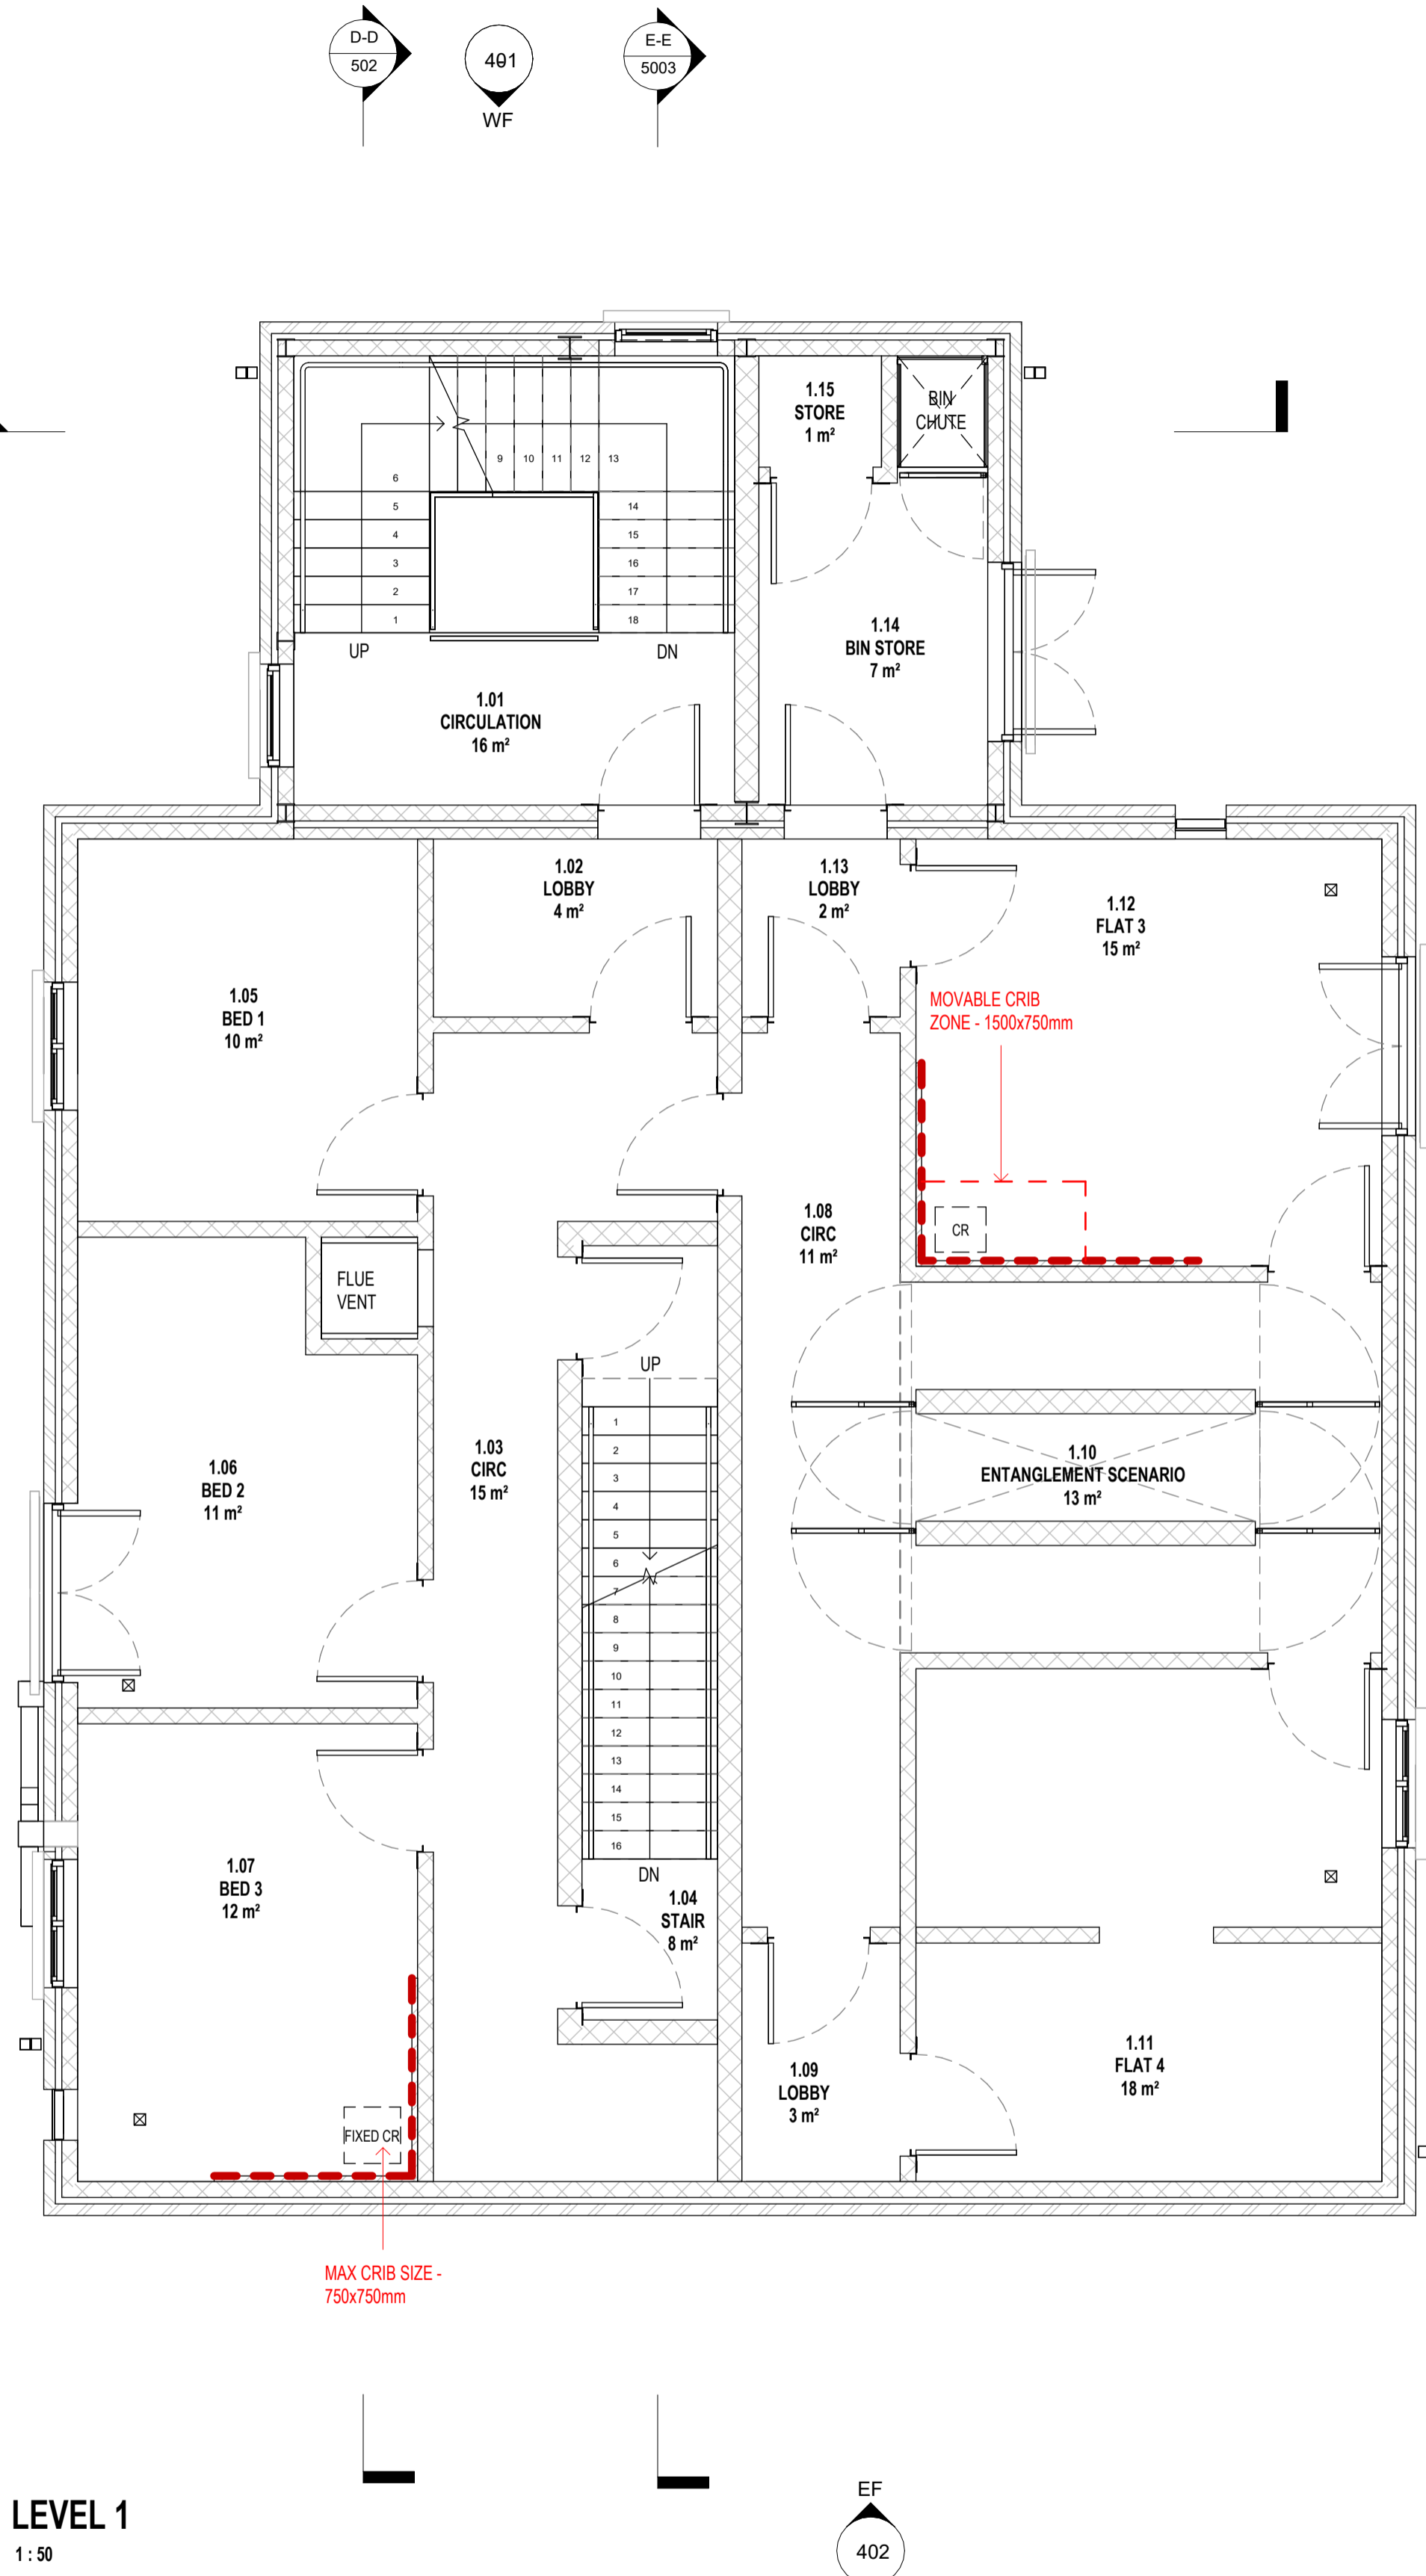 D-D
502
401
WF
E-E
5003
1.15
STORE
1 m²
BIN
CHUTE
9
10
11
12
13
6
5
4
3
2
1
14
15
16
17
18
UP
DN
1.14
BIN STORE
7 m²
1.01
CIRCULATION
16 m²
1.02
LOBBY
4 m²
1.13
LOBBY
2 m²
1.12
FLAT 3
15 m²
1.05
BED 1
10 m²
MOVABLE CRIB
ZONE - 1500x750mm
CR
1.08
CIRC
11 m²
FLUE
VENT
UP
1
2
3
4
5
6
7
8
9
10
11
12
13
14
15
16
DN
1.03
CIRC
15 m²
1.10
ENTANGLEMENT SCENARIO
13 m²
1.06
BED 2
11 m²
1.07
BED 3
12 m²
1.04
STAIR
8 m²
1.09
LOBBY
3 m²
1.11
FLAT 4
18 m²
FIXED CR
MAX CRIB SIZE -
750x750mm
LEVEL 1
1 : 50
EF
402